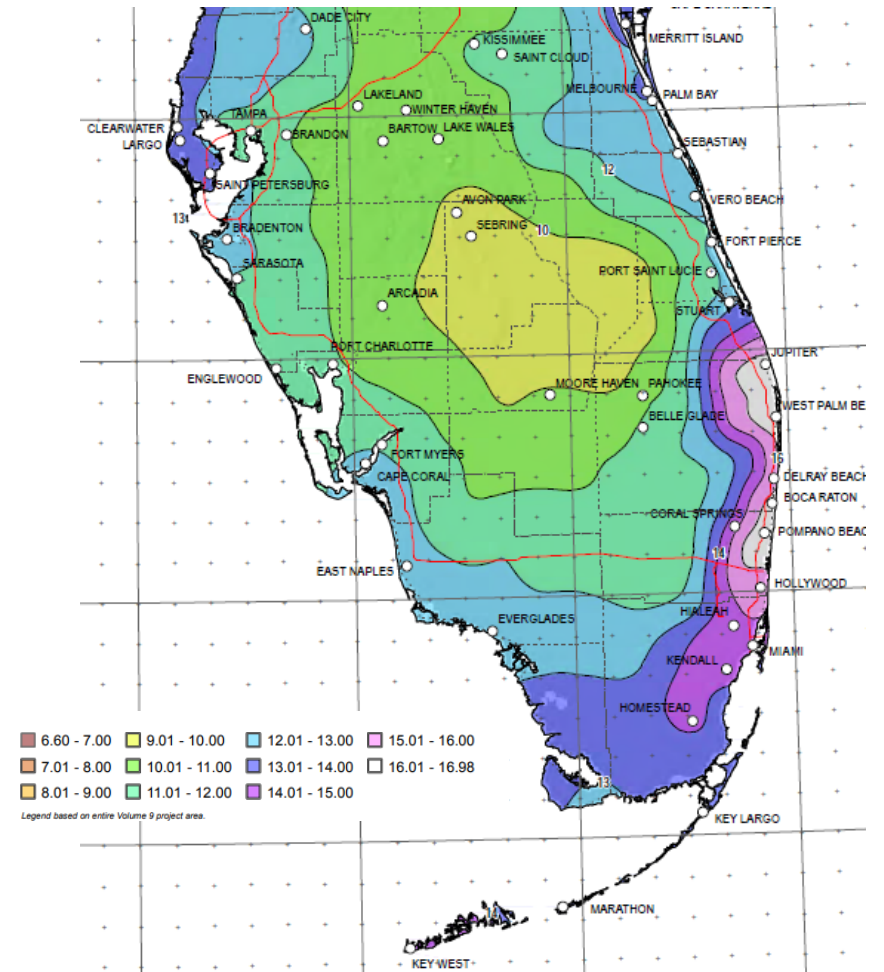 DADE CITY
KISSIMMEE
SAINT CLOUD
MERRITT ISLAND
MELBOURNE
PALM BAY
LAKELAND
WINTER HAVEN
TAMPA
CLEARWATER
LARGO
BRANDON
BARTOW
LAKE WALES
SEBASTIAN
12
SAINT PETERSBURG
AVON PARK
VERO BEACH
13
BRADENTON
SEBRING
10
FORT PIERCE
SARASOTA
PORT SAINT LUCIE
ARCADIA
STUART
PORT CHARLOTTE
JUPITER
ENGLEWOOD
MOORE HAVEN
PAHOKEE
WEST PALM BE
BELLE GLADE
FORT MYERS
16
CAPE CORAL
DELRAY BEACH
BOCA RATON
CORAL SPRINGS
POMPANO BEAC
14
EAST NAPLES
HOLLYWOOD
HIALEAH
EVERGLADES
MIAMI
KENDALL
HOMESTEAD
6.60 - 7.00
9.01 - 10.00
12.01 - 13.00
15.01 - 16.00
7.01 - 8.00
10.01 - 11.00
13.01 - 14.00
16.01 - 16.98
8.01 - 9.00
11.01 - 12.00
14.01 - 15.00
Legend based on entire Volume 9 project area.
13
KEY LARGO
MARATHON
KEY WEST